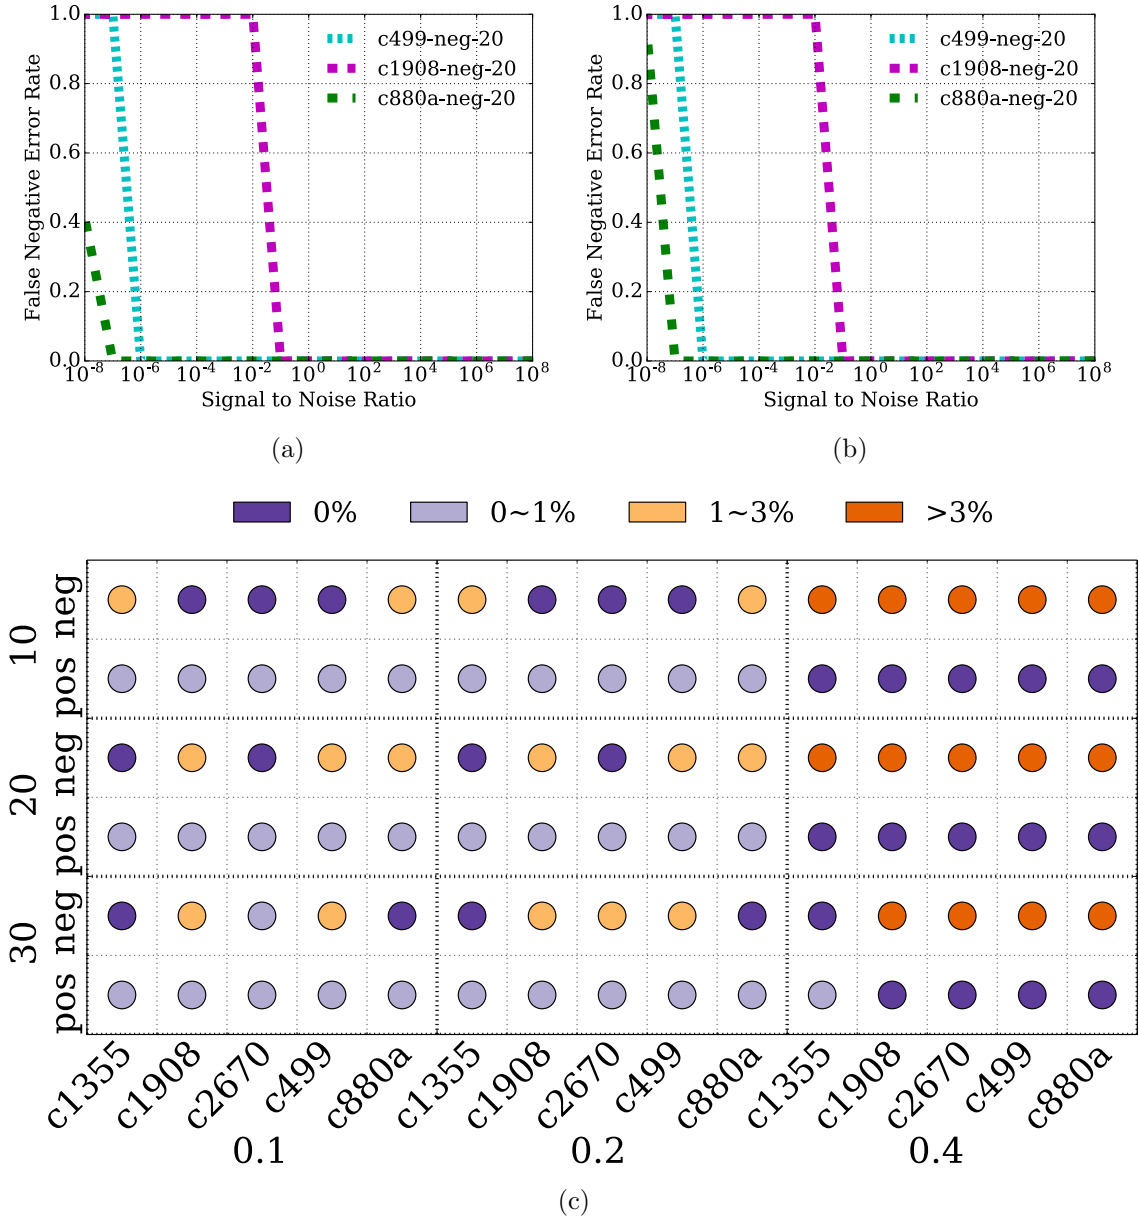 1.0
0.8
0.6
0.4
0.2
0.0
False Negative Error Rate
c499-neg-20
c1908-neg-20
c880a-neg-20
10^-8 10^-6 10^-4 10^-2 10^0 10^2 10^4 10^6 10^8
Signal to Noise Ratio
(a)
1.0
0.8
0.6
0.4
0.2
0.0
False Negative Error Rate
c499-neg-20
c1908-neg-20
c880a-neg-20
10^-8 10^-6 10^-4 10^-2 10^0 10^2 10^4 10^6 10^8
Signal to Noise Ratio
(b)
0% 0~1% 1~3% >3%
10
neg
pos
20
neg
pos
30
neg
pos
c1355 c1908 c2670 c499 c880a c1355 c1908 c2670 c499 c880a c1355 c1908 c2670 c499 c880a
0.1 0.2 0.4
(c)